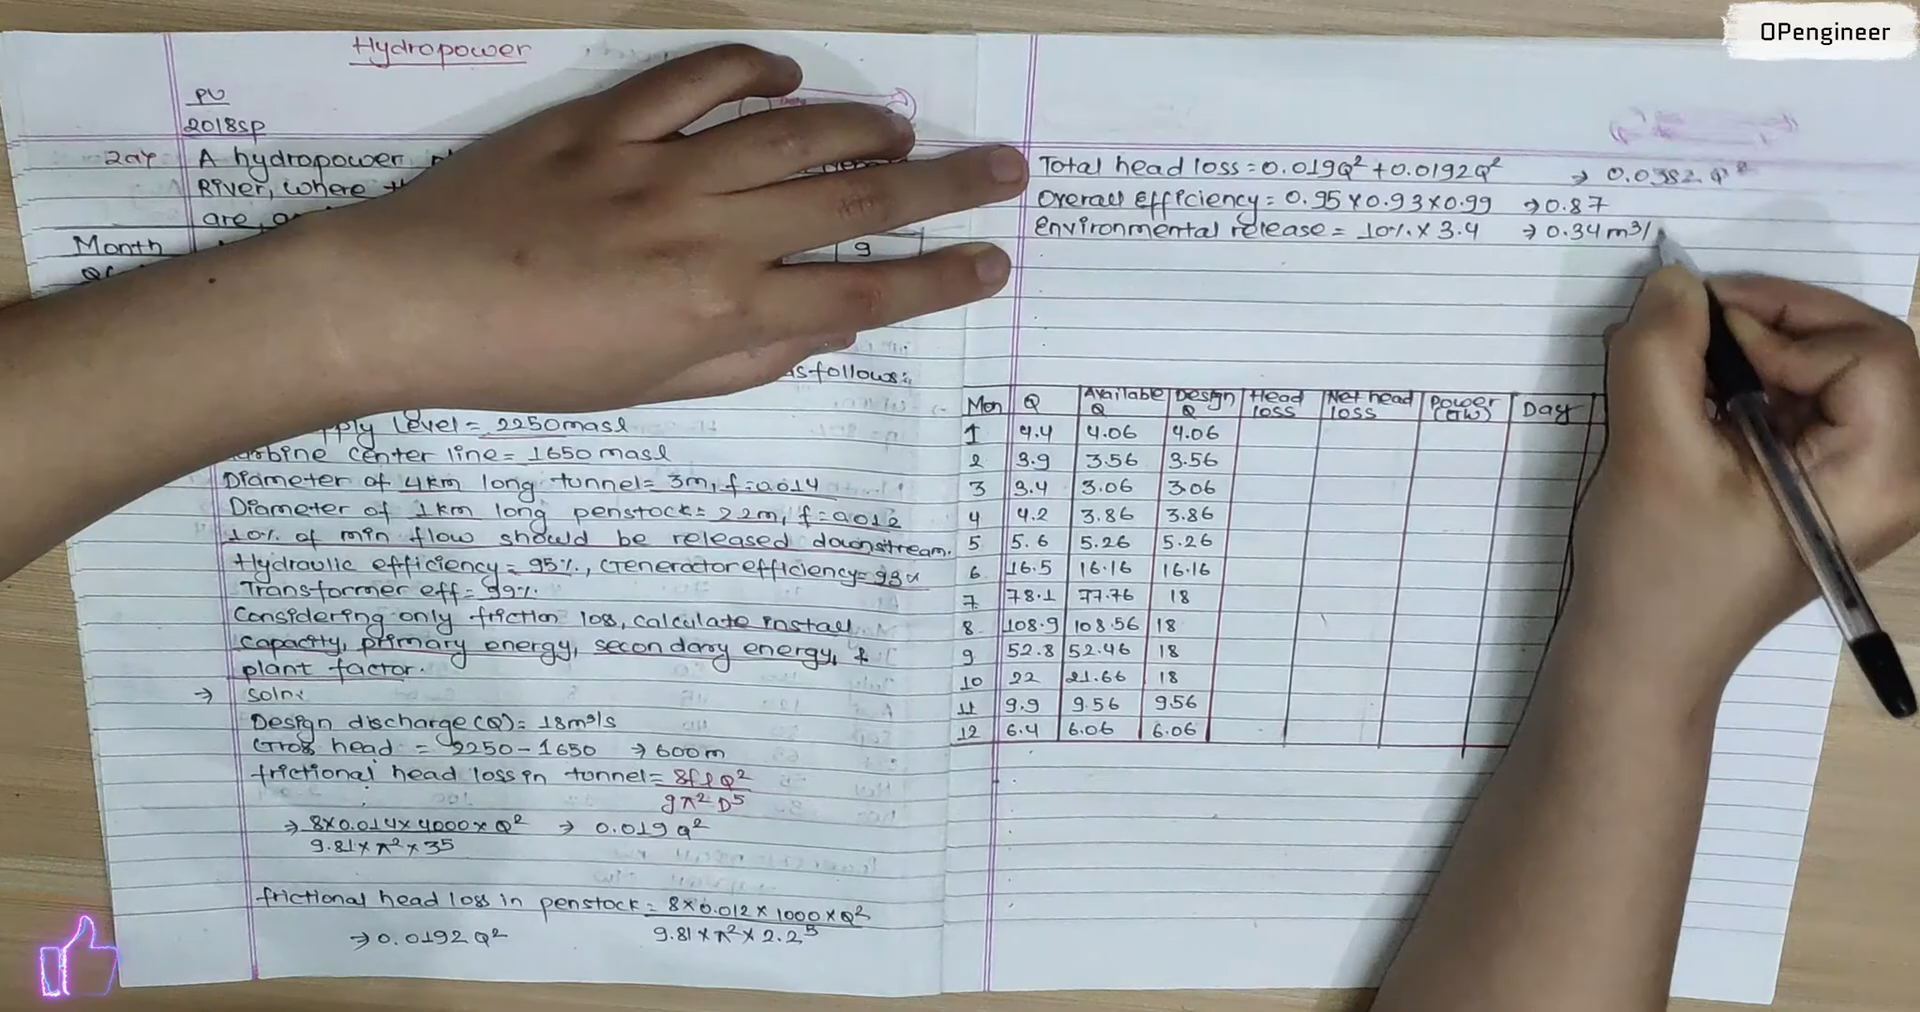 OPengineer
Hydropower
PU
2018SP
A hydropower
River, where
are,
Month 9
as follows:
level = 2250masl
center line = 1650 masl
Diameter of 4km long tunnel = 3m, f=0.014
Diameter of 1km long penstock = 2.2m, f=0.012
10% of min flow should be released downstream.
Hydraulic efficiency = 95%, Generator efficiency = 93%
Transformer eff = 99%.
Considering only friction loss, calculate install
capacity, primary energy, secondary energy, &
plant factor.
→ Soln:
Design discharge (Q) = 18m³/s
Gross head = 2250 - 1650 → 600m
frictional head loss in tunnel = 8flQ²
gπ²D⁵
→ 8×0.014×4000×Q² → 0.019Q²
9.81×π²×3⁵
frictional head loss in penstock = 8×0.012×1000×Q²
→ 0.0192Q² 9.81×π²×2.2⁵
Total head loss = 0.019Q² + 0.0192Q² → 0.0382Q²
Overall efficiency = 0.95×0.93×0.99 → 0.87
Environmental release = 10%×3.4 → 0.34m³/
Mon Q Available Q Design Q Head loss Net head loss Power Day
1 4.4 4.06 4.06
2 3.9 3.56 3.56
3 3.4 3.06 3.06
4 4.2 3.86 3.86
5 5.6 5.26 5.26
6 16.5 16.16 16.16
7 78.1 77.76 18
8 108.9 108.56 18
9 52.8 52.46 18
10 22 21.66 18
11 9.9 9.56 9.56
12 6.4 6.06 6.06